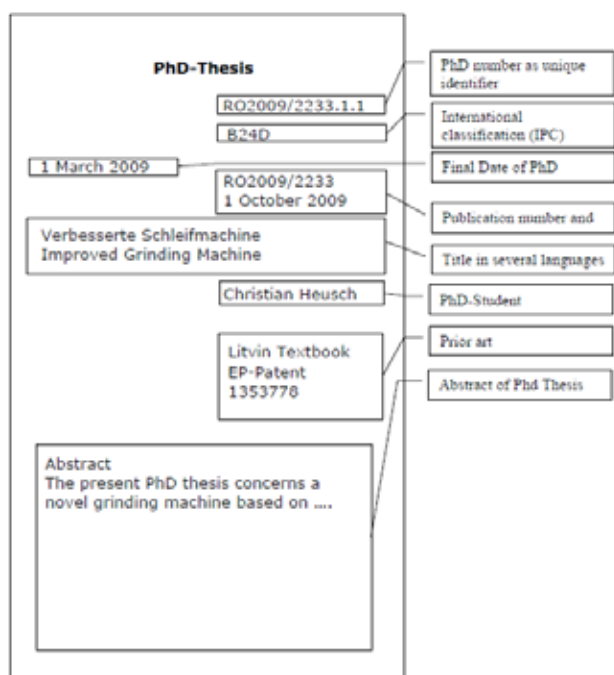 PhD-Thesis
RO2009/2233.1.1
B24D
1 March 2009
RO2009/2233
1 October 2009
Verbesserte Schleifmachine
Improved Grinding Machine
Christian Heusch
Litvin Textbook
EP-Patent
1353778
Abstract
The present PhD thesis concerns a
novel grinding machine based on ....
PhD number as unique
identifier
International
classification (IPC)
Final Date of PhD
Publication number and
Title in several languages
PhD-Student
Prior art
Abstract of Phd Thesis